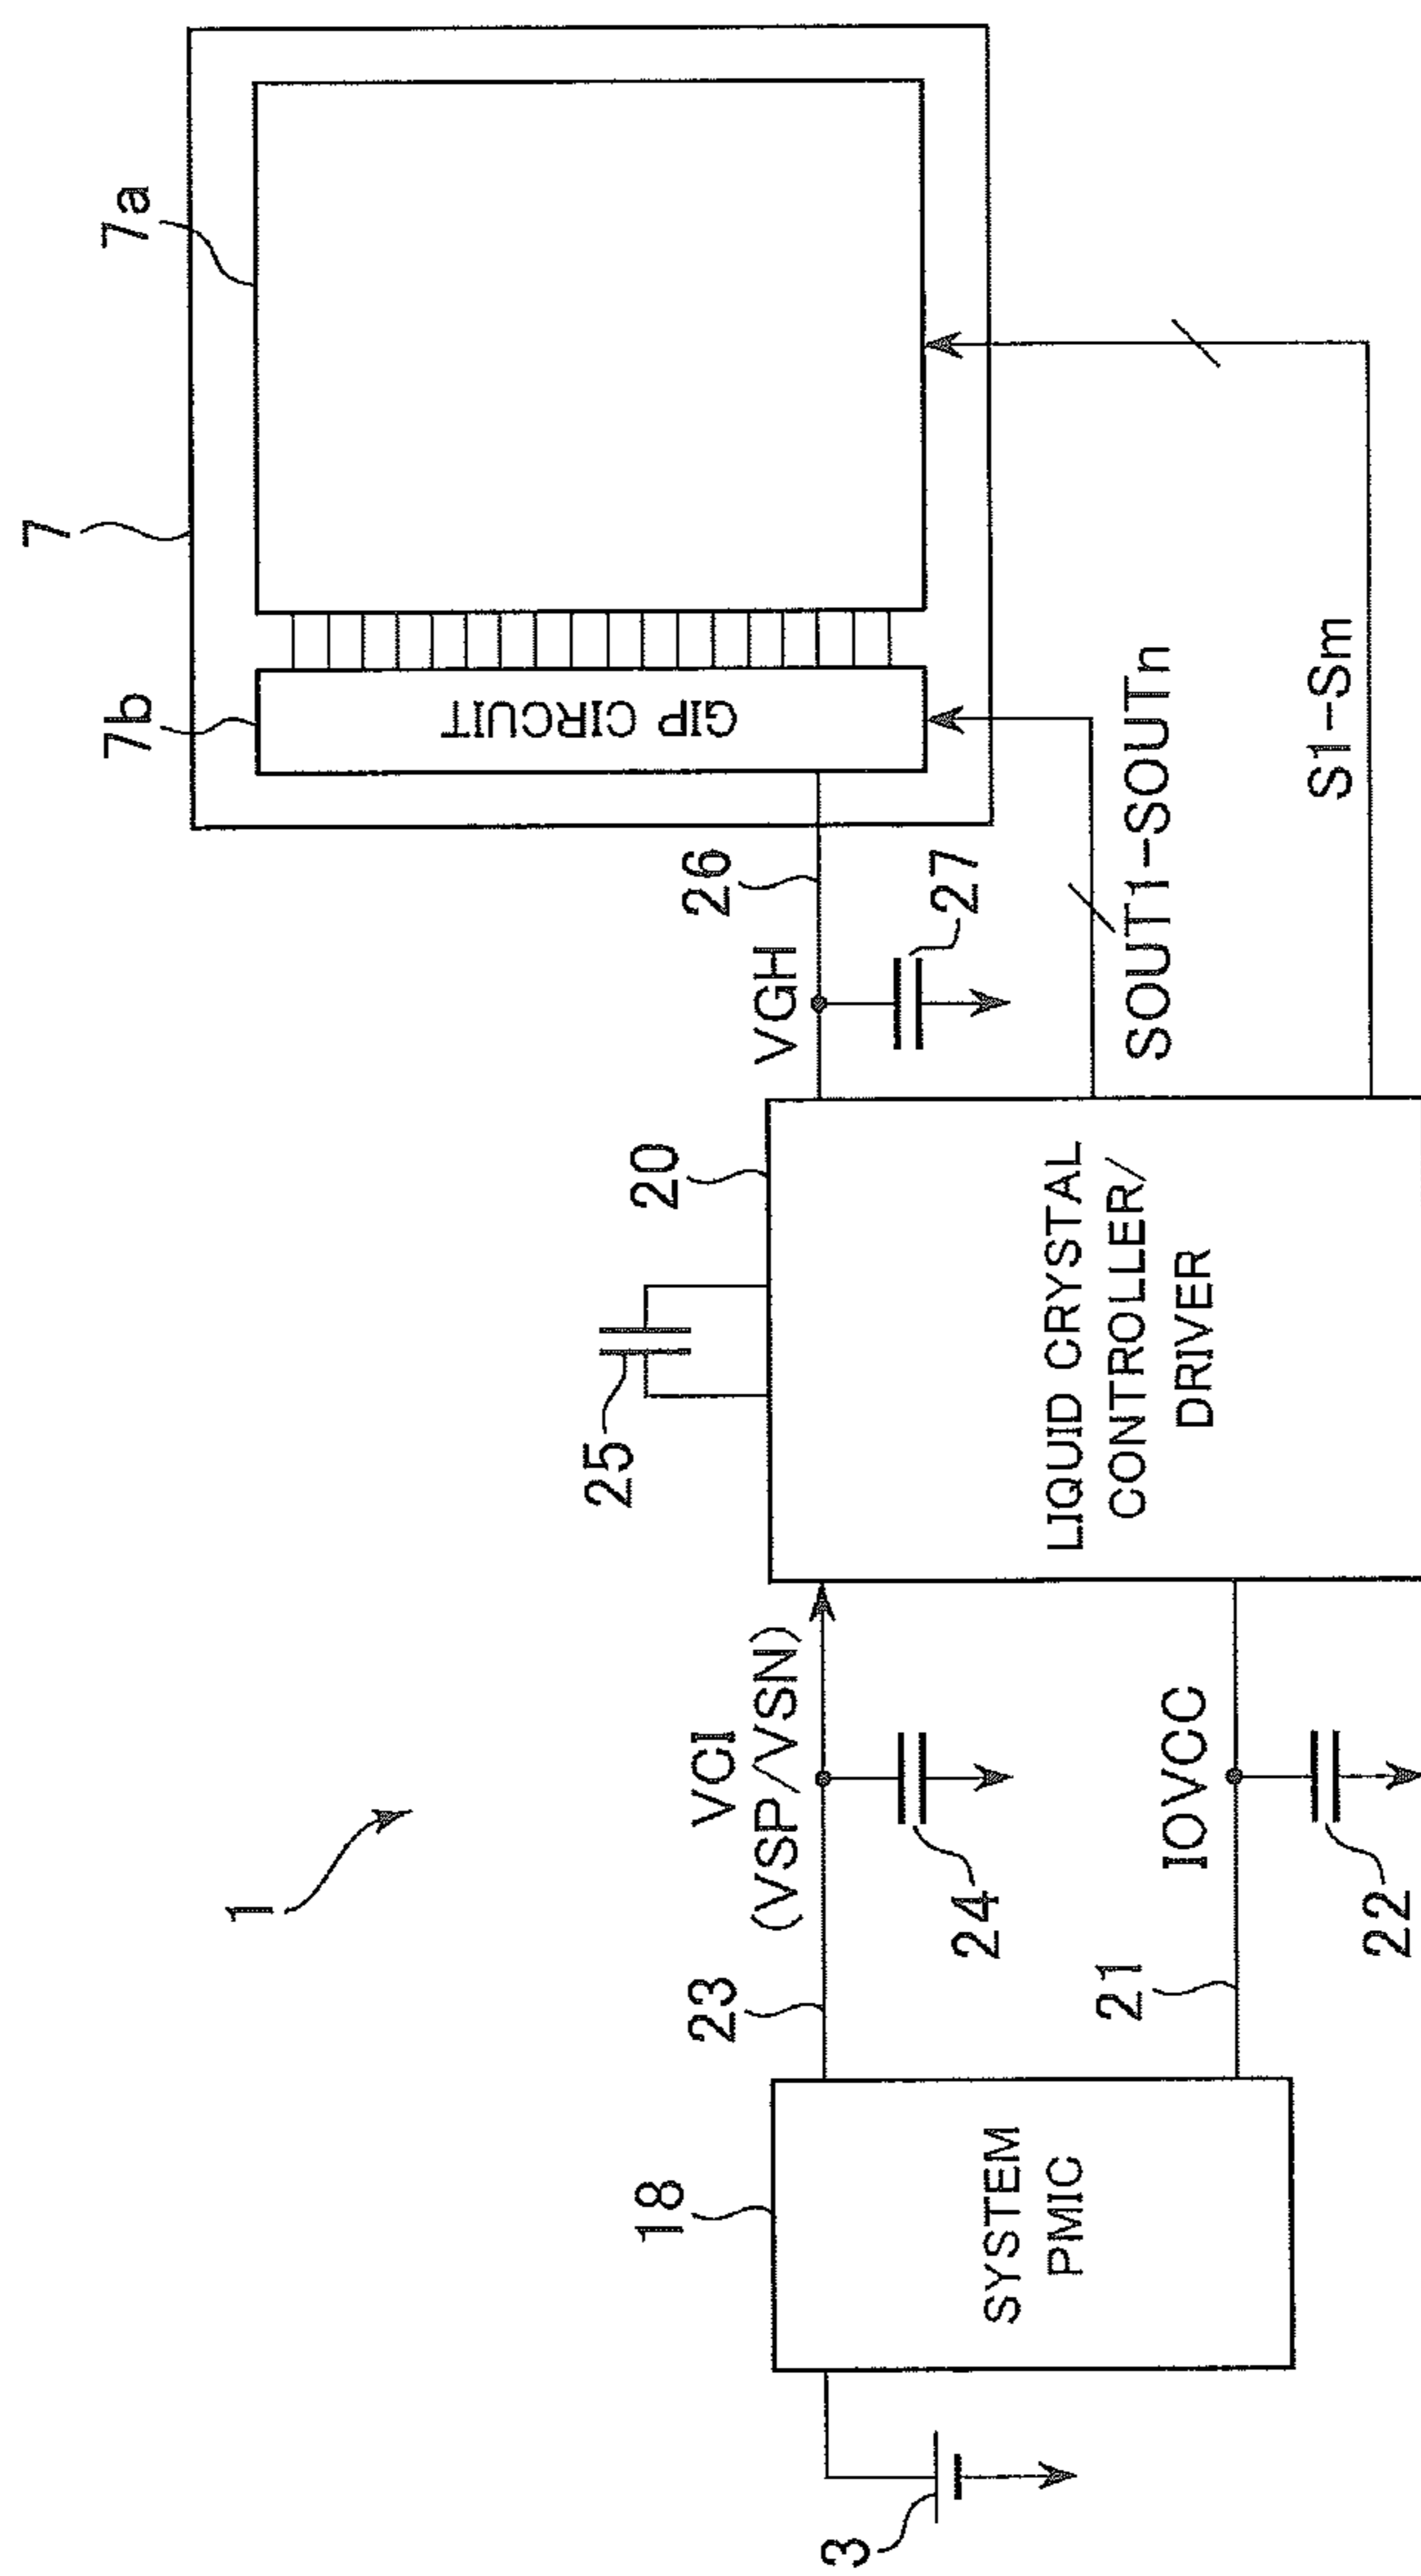 1
7
7a
7b
GIP CIRCUIT
26
VGH
27
SOUT1-SOUTn
S1-Sm
20
25
LIQUID CRYSTAL
CONTROLLER/
DRIVER
VCI
(VSP/VSN)
23
24
IOVCC
21
22
18
SYSTEM
PMIC
3